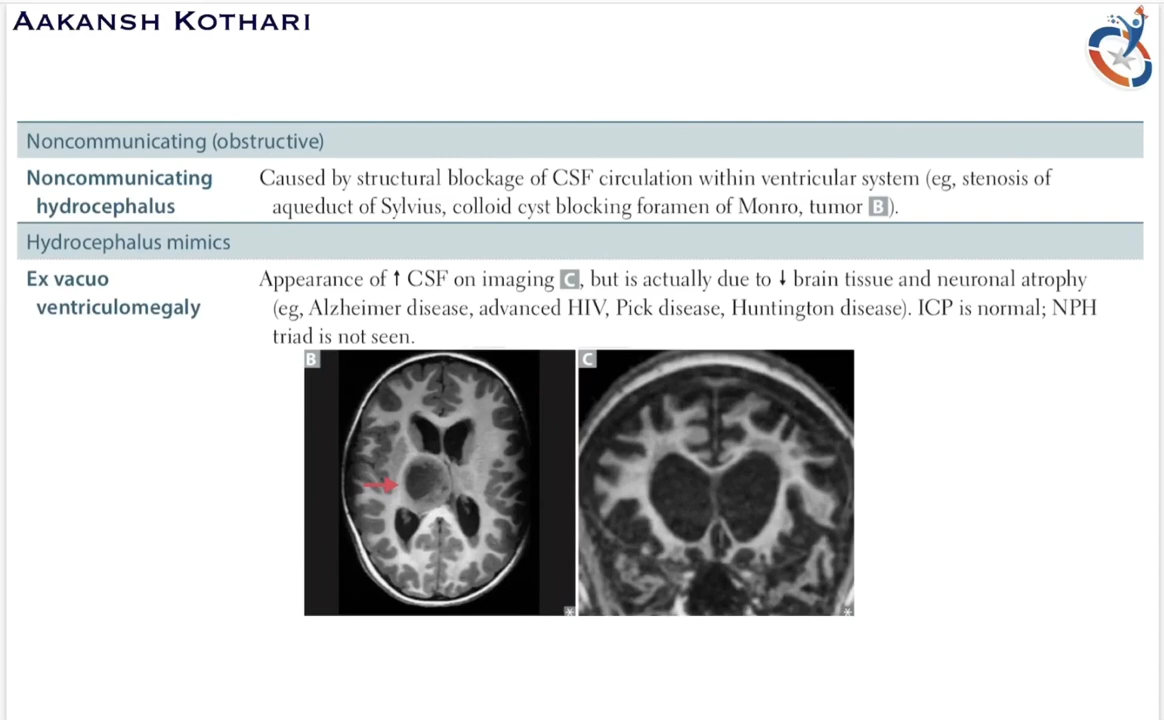 AAKANSH KOTHARI
Noncommunicating (obstructive)
Noncommunicating hydrocephalus
Caused by structural blockage of CSF circulation within ventricular system (eg, stenosis of
aqueduct of Sylvius, colloid cyst blocking foramen of Monro, tumor B).
Hydrocephalus mimics
Ex vacuo ventriculomegaly
Appearance of ↑ CSF on imaging C, but is actually due to ↓ brain tissue and neuronal atrophy
(eg, Alzheimer disease, advanced HIV, Pick disease, Huntington disease). ICP is normal; NPH
triad is not seen.
B
C